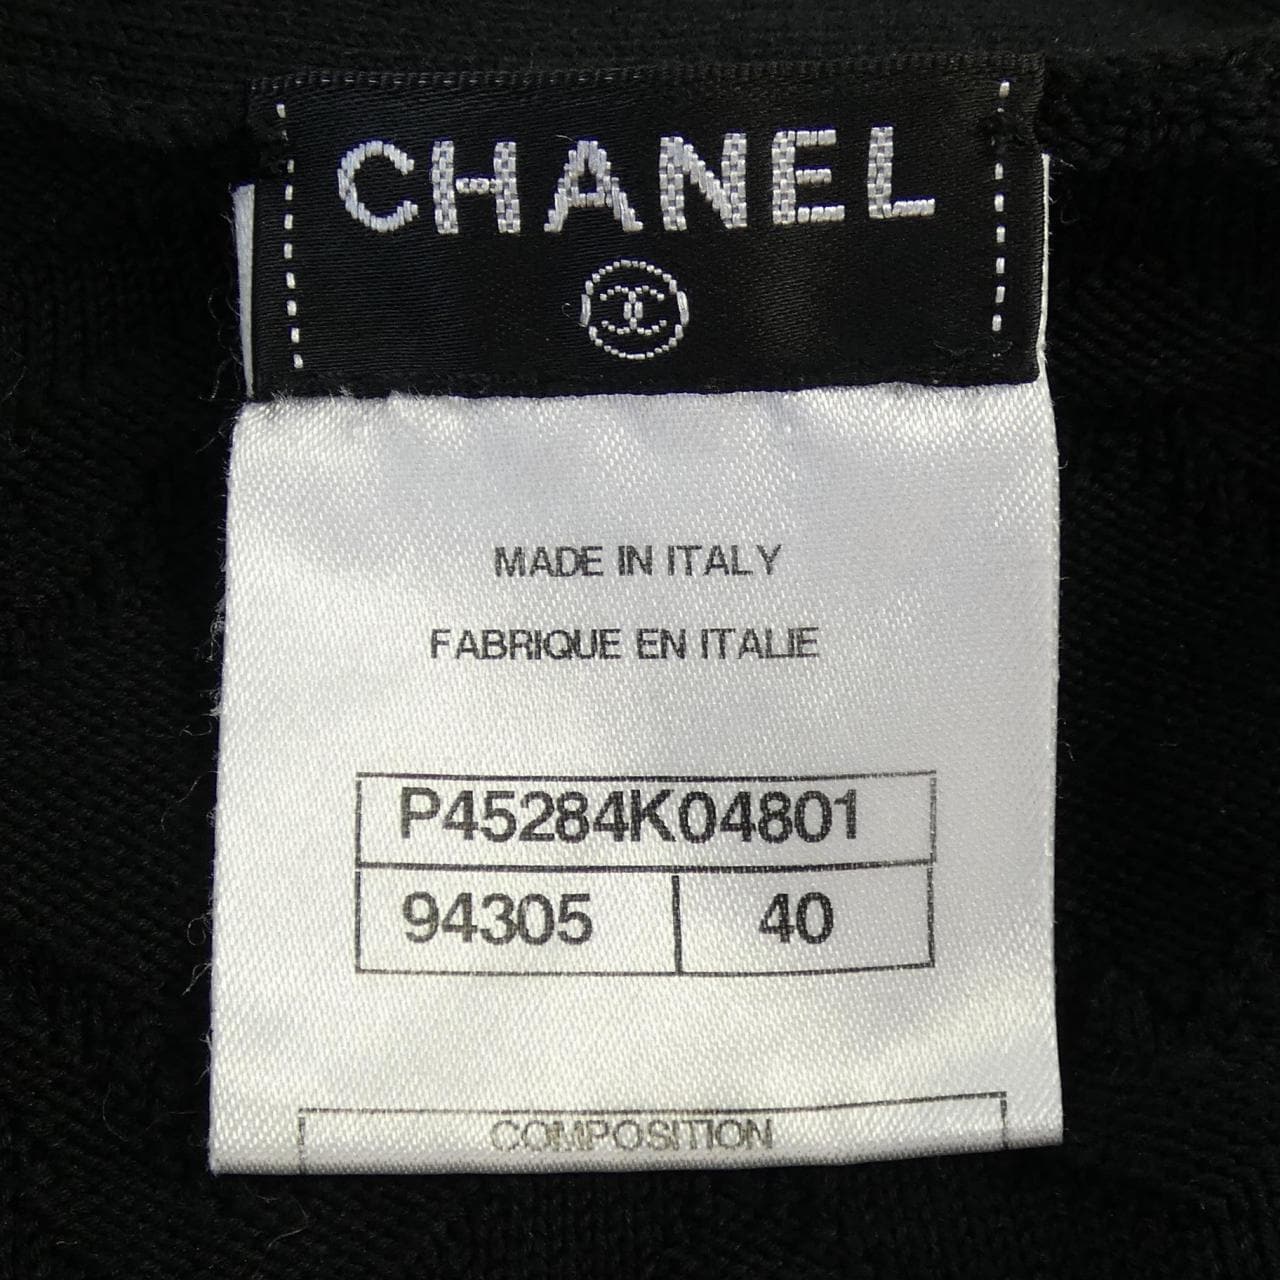 CHANEL
MADE IN ITALY
FABRIQUE EN ITALIE
P45284K04801
94305 40
COMPOSITION